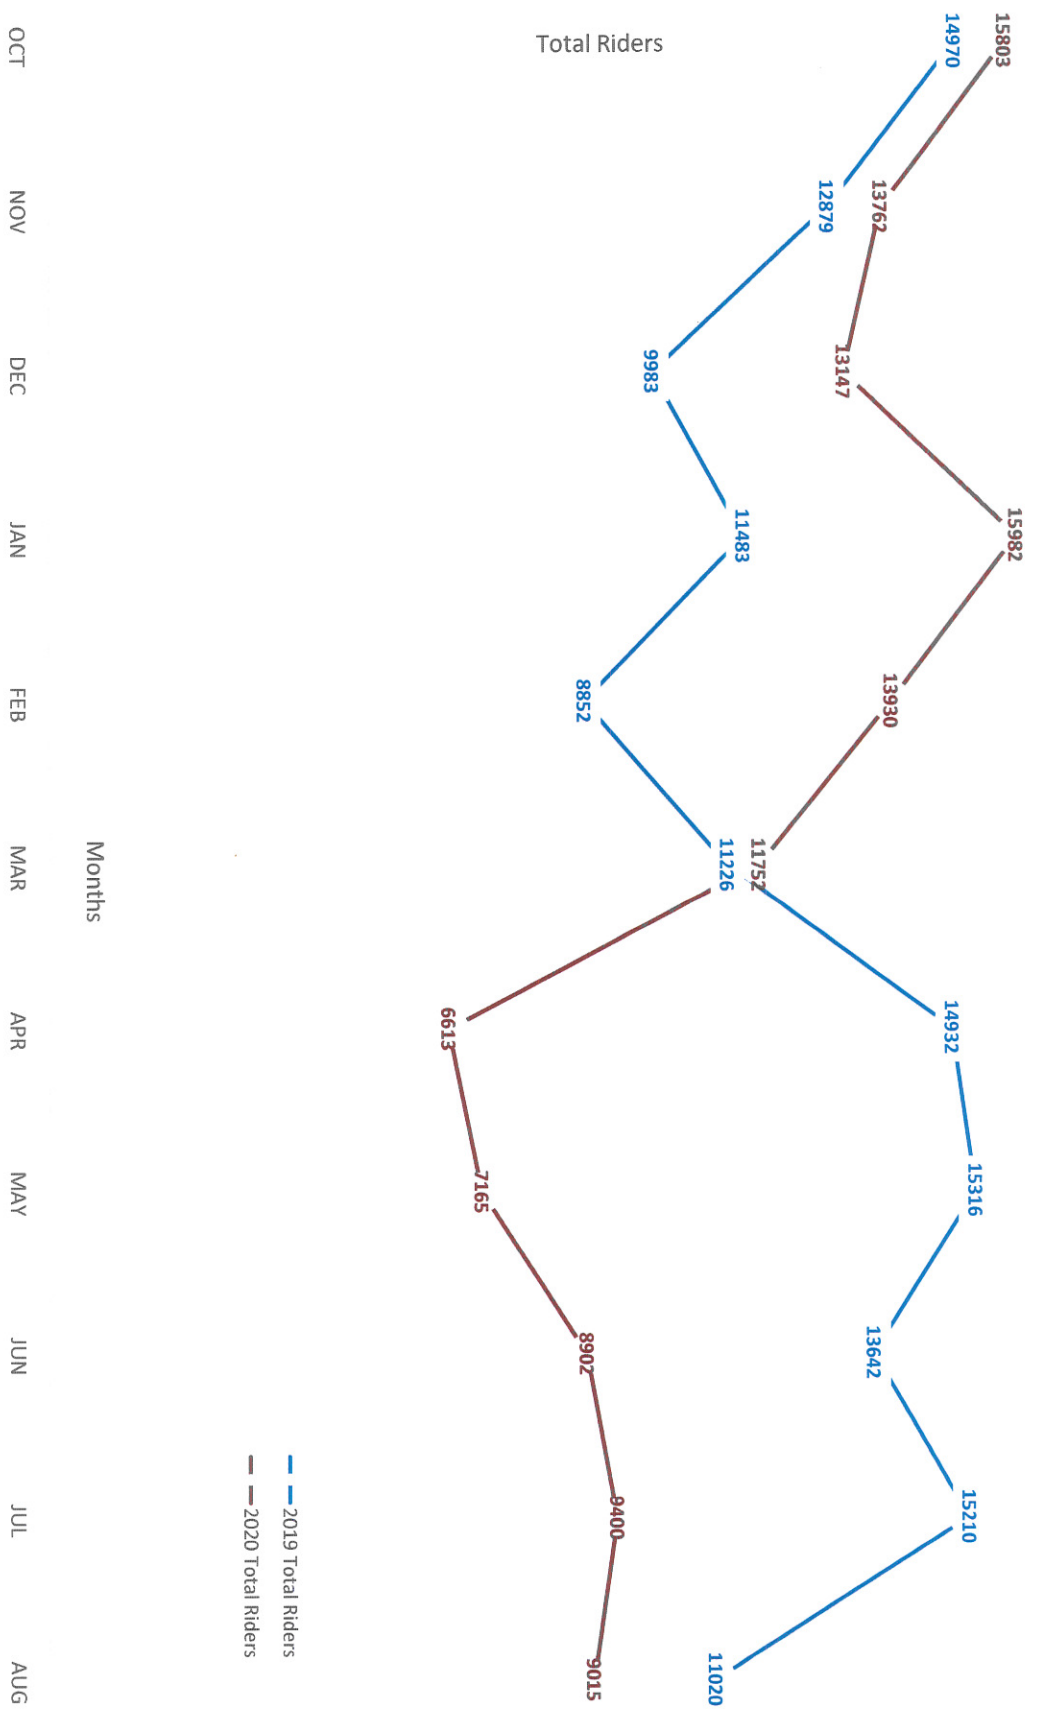 Total Riders
15803
13762
13147
15982
13930
11752
6613
7165
8902
9400
9015
14970
12879
9983
11483
8852
11226
14932
15316
13642
15210
11020
2019 Total Riders
2020 Total Riders
Months
OCT
NOV
DEC
JAN
FEB
MAR
APR
MAY
JUN
JUL
AUG